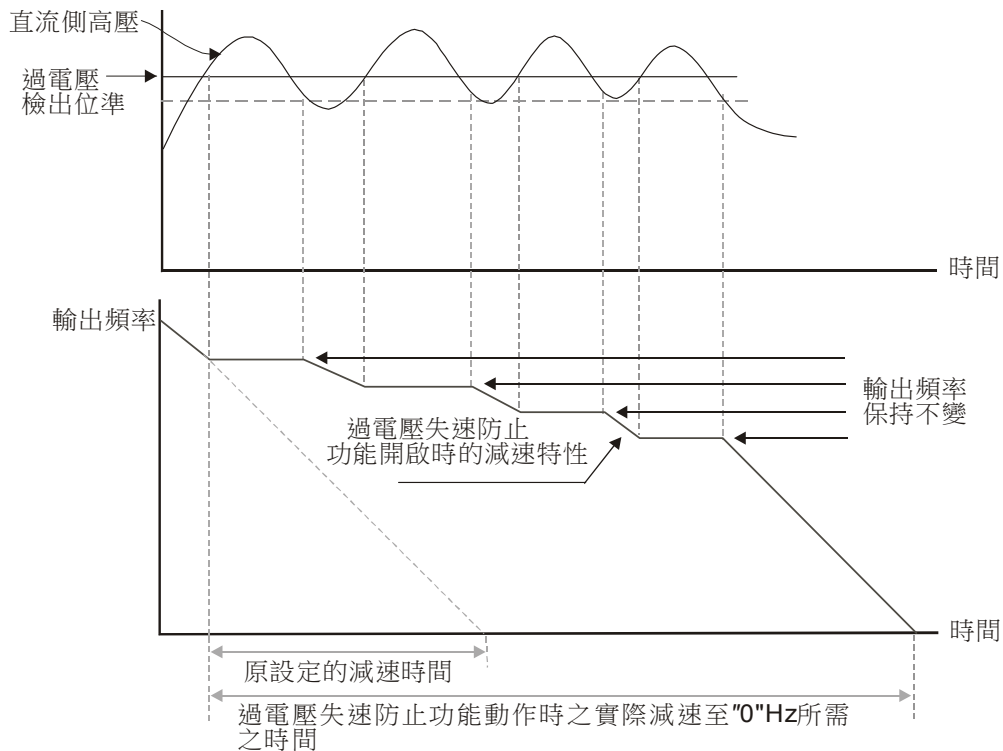 直流側高壓
過電壓
檢出位準
時間
輸出頻率
輸出頻率
保持不變
過電壓失速防止
功能開啟時的減速特性
時間
原設定的減速時間
過電壓失速防止功能動作時之實際減速至"0"Hz所需
之時間